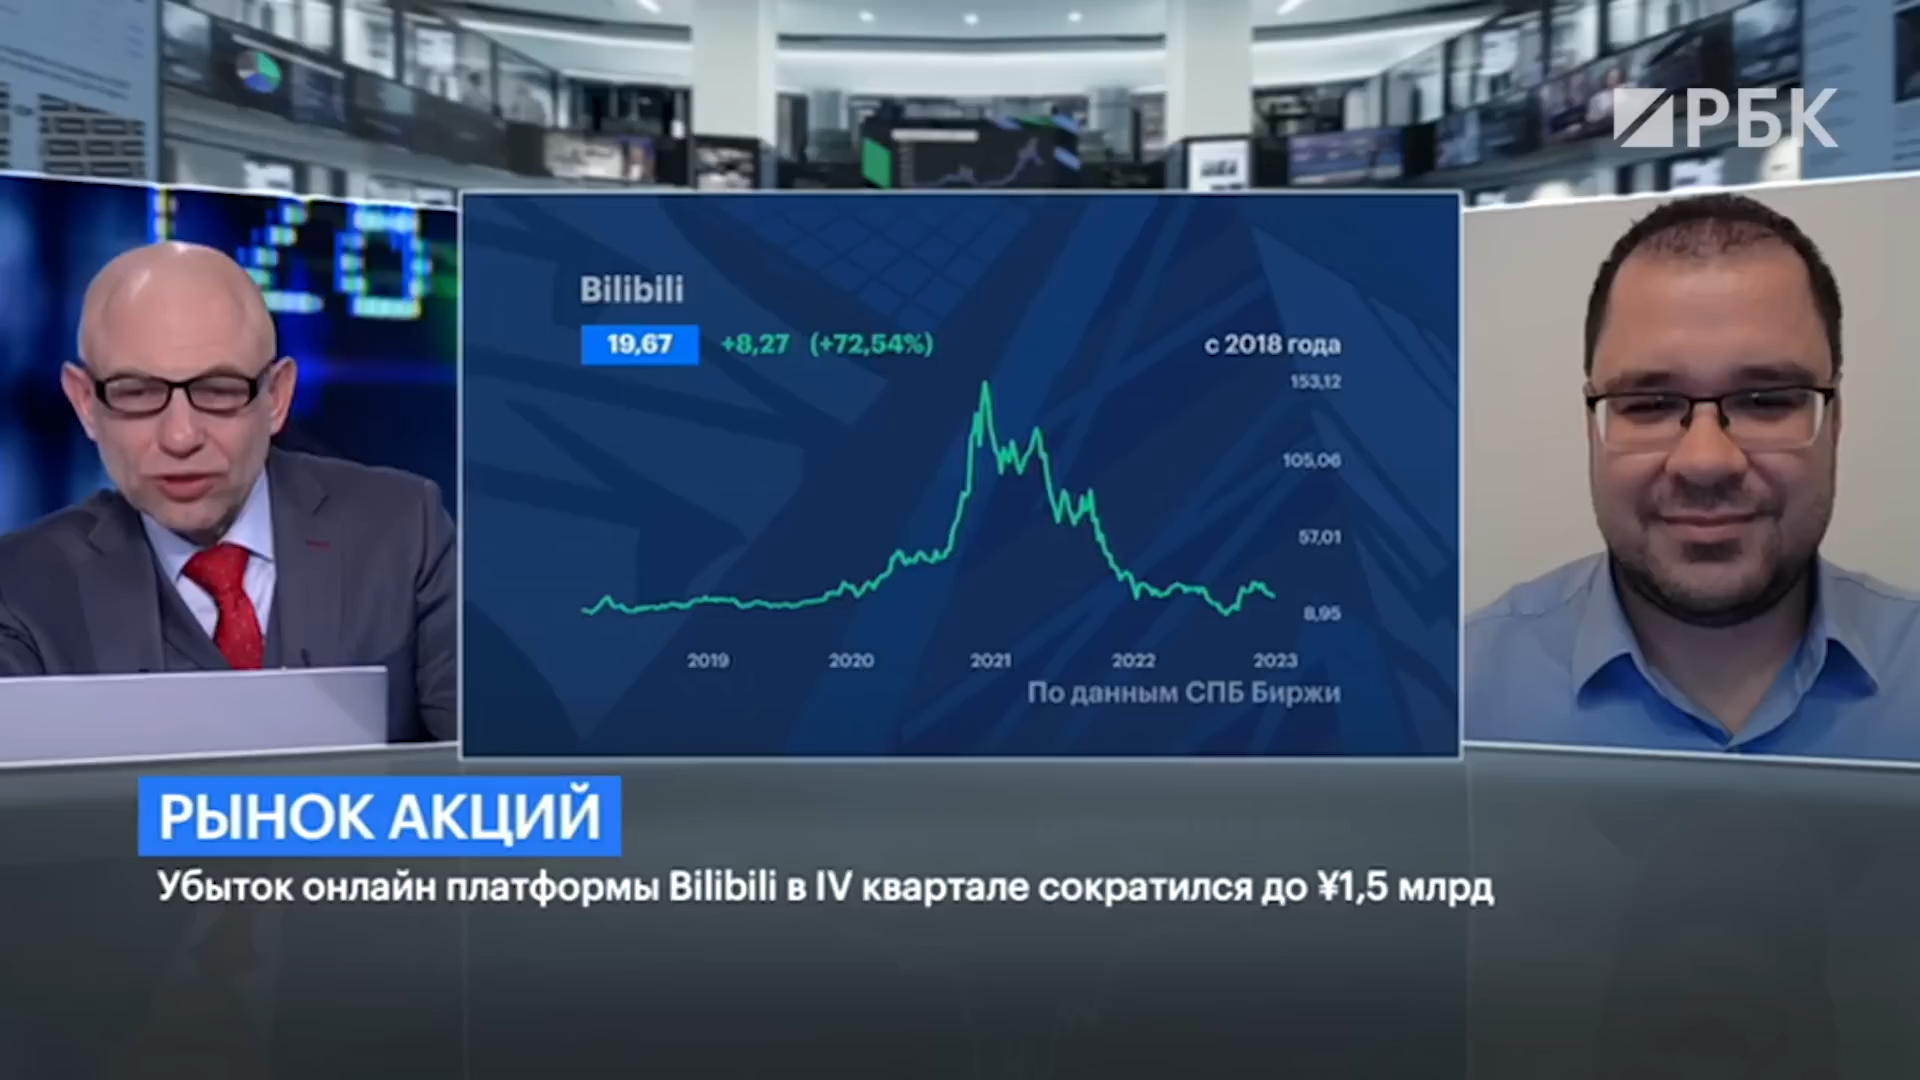 РБК
Bilibili
19,67 +8,27 (+72,54%)
с 2018 года
153,12
105,06
57,01
8,95
2019 2020 2021 2022 2023
По данным СПБ Биржи
РЫНОК АКЦИЙ
Убыток онлайн платформы Bilibili в IV квартале сократился до ¥1,5 млрд